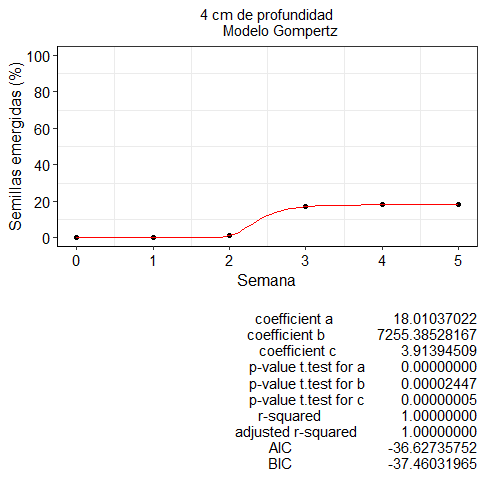 4 cm de profundidad
Modelo Gompertz
Semillas emergidas (%)
100
80
60
40
20
0
0 1 2 3 4 5
Semana
coefficient a 18.01037022
coefficient b 7255.38528167
coefficient c 3.91394509
p-value t.test for a 0.00000000
p-value t.test for b 0.00002447
p-value t.test for c 0.00000005
r-squared 1.00000000
adjusted r-squared 1.00000000
AIC -36.62735752
BIC -37.46031965